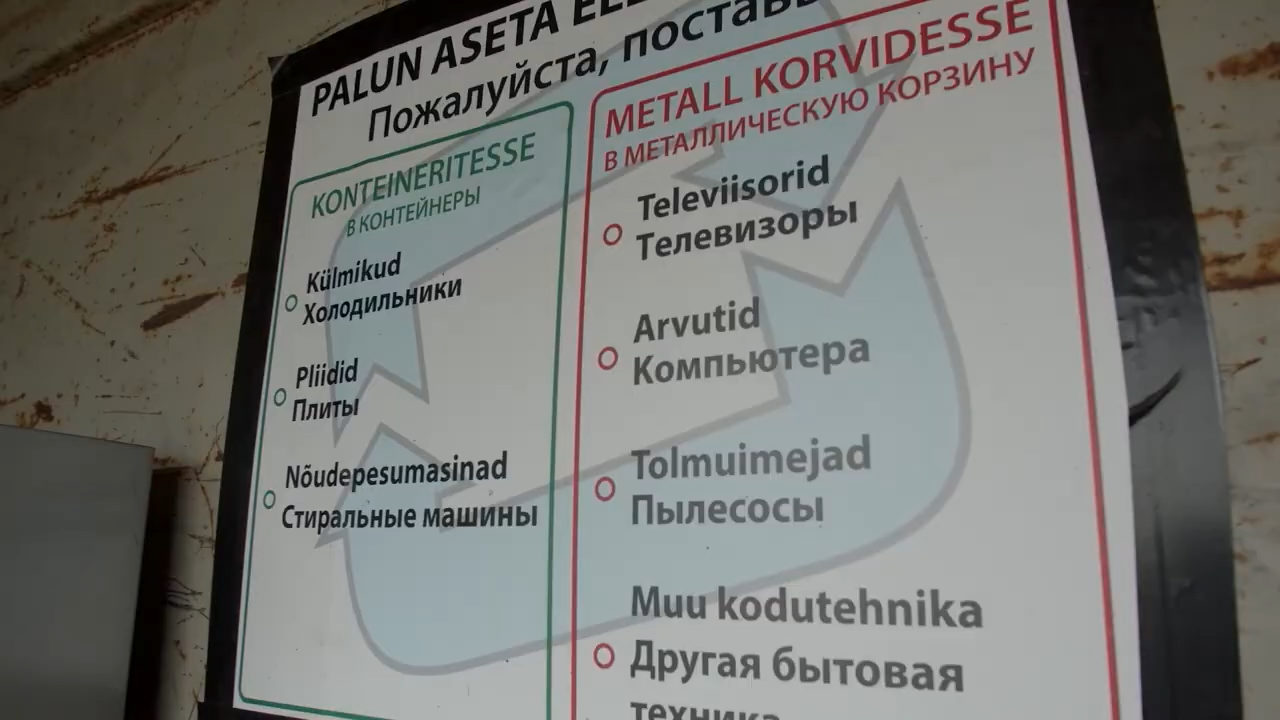 PALUN ASETA
Пожалуйста,
KONTEINERITESSE
В КОНТЕЙНЕРЫ
Külmikud
Холодильники
Pliidid
Плиты
Nõudepesumasinad
Стиральные машины
METALL KORVIDESSE
В МЕТАЛЛИЧЕСКУЮ КОРЗИНУ
Televiisorid
Телевизоры
Arvutid
Компьютера
Tolmuimejad
Пылесосы
Muu kodutehnika
Другая бытовая
техника